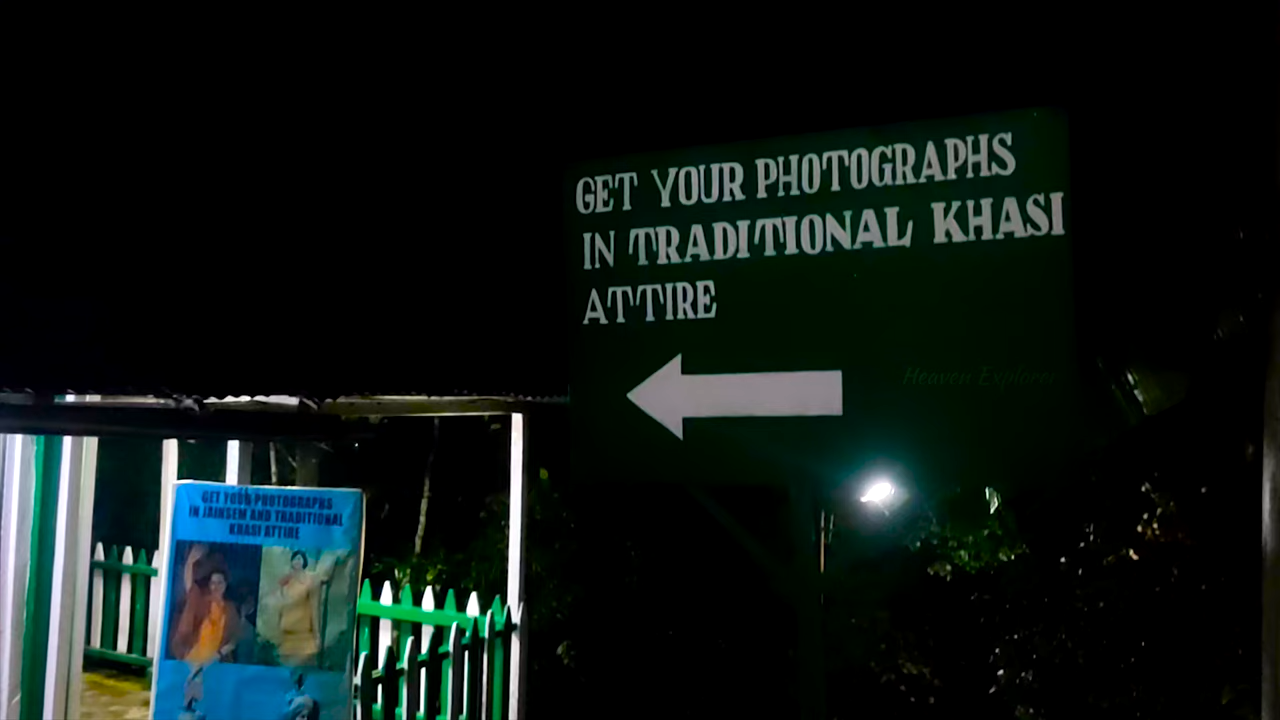 GET YOUR PHOTOGRAPHS
IN TRADITIONAL KHASI
ATTIRE
Heaven Explorer
GET YOUR PHOTOGRAPHS
IN JAINSEM AND TRADITIONAL
KHASI ATTIRE